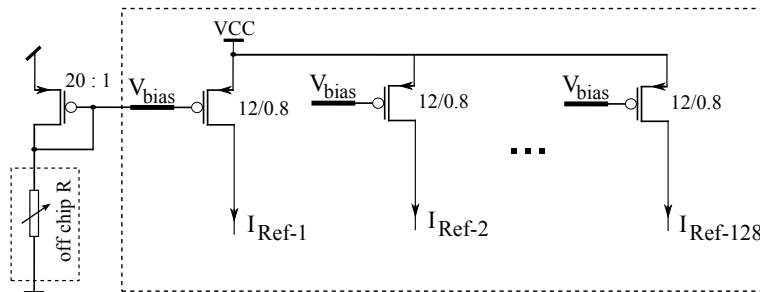 VCC
20 : 1
V_bias
12/0.8
V_bias
12/0.8
V_bias
12/0.8
off chip R
I_Ref-1
I_Ref-2
I_Ref-128